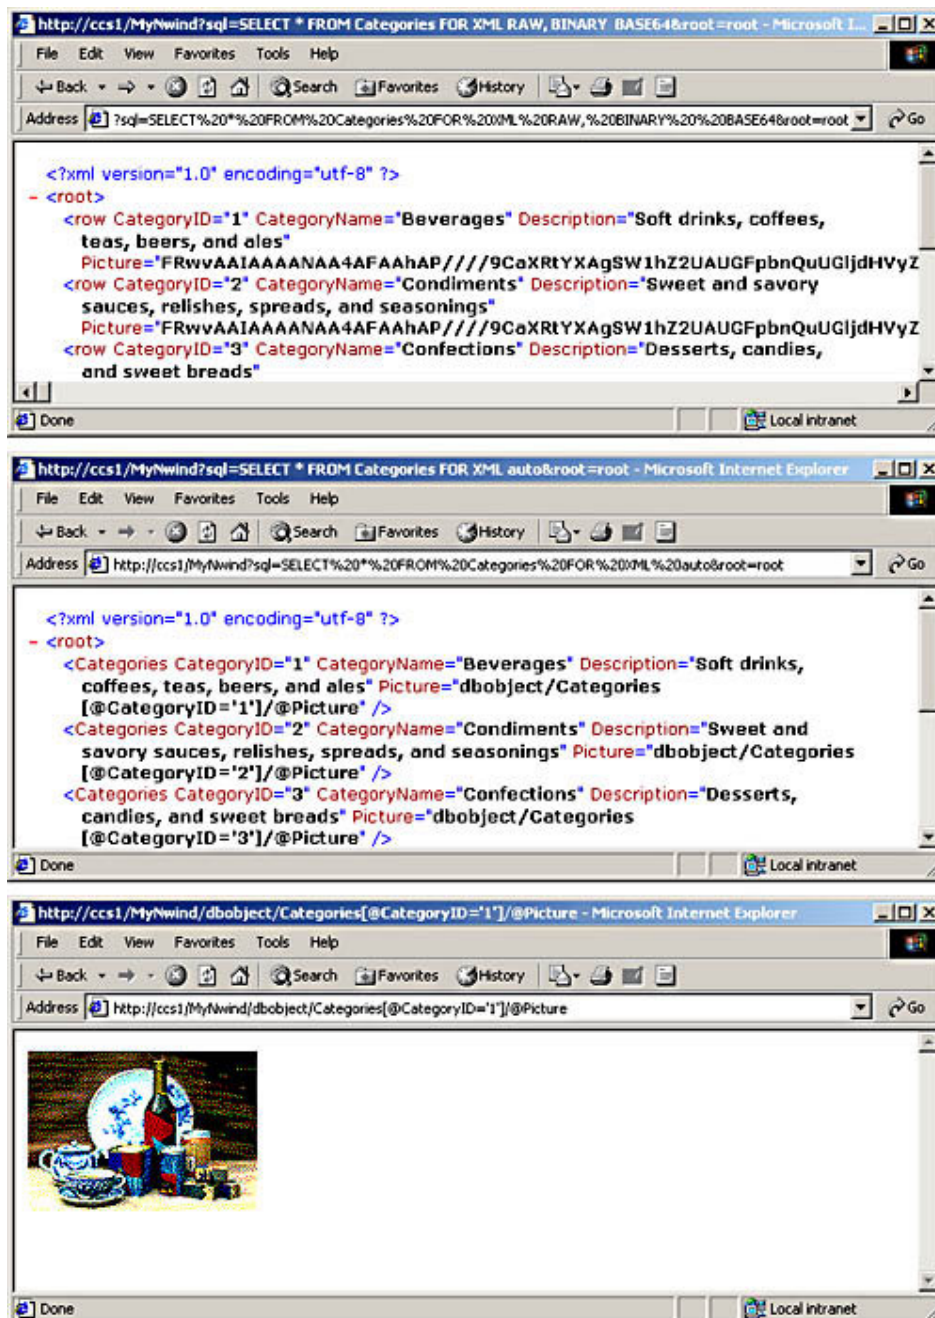 http://ccs1/MyNwind?sql=SELECT * FROM Categories FOR XML RAW, BINARY BASE64&root=root - Microsoft I...
File Edit View Favorites Tools Help
Back Search Favorites History
Address ?sql=SELECT%20*%20FROM%20Categories%20FOR%20XML%20RAW,%20BINARY%20%20BASE64&root=root Go
<?xml version="1.0" encoding="utf-8" ?>
- <root>
<row CategoryID="1" CategoryName="Beverages" Description="Soft drinks, coffees,
teas, beers, and ales"
Picture="FRwvAAIAAAANAA4AFAAhAP////9CaXRtYXAgSW1hZ2UAUGFpbnQuUGljdHVyZ
<row CategoryID="2" CategoryName="Condiments" Description="Sweet and savory
sauces, relishes, spreads, and seasonings"
Picture="FRwvAAIAAAANAA4AFAAhAP////9CaXRtYXAgSW1hZ2UAUGFpbnQuUGljdHVyZ
<row CategoryID="3" CategoryName="Confections" Description="Desserts, candies,
and sweet breads"
Done Local intranet
http://ccs1/MyNwind?sql=SELECT * FROM Categories FOR XML auto&root=root - Microsoft Internet Explorer
File Edit View Favorites Tools Help
Back Search Favorites History
Address http://ccs1/MyNwind?sql=SELECT%20*%20FROM%20Categories%20FOR%20XML%20auto&root=root Go
<?xml version="1.0" encoding="utf-8" ?>
- <root>
<Categories CategoryID="1" CategoryName="Beverages" Description="Soft drinks,
coffees, teas, beers, and ales" Picture="dbobject/Categories
[@CategoryID='1']/@Picture" />
<Categories CategoryID="2" CategoryName="Condiments" Description="Sweet and
savory sauces, relishes, spreads, and seasonings" Picture="dbobject/Categories
[@CategoryID='2']/@Picture" />
<Categories CategoryID="3" CategoryName="Confections" Description="Desserts,
candies, and sweet breads" Picture="dbobject/Categories
[@CategoryID='3']/@Picture" />
Done Local intranet
http://ccs1/MyNwind/dbobject/Categories[@CategoryID='1']/@Picture - Microsoft Internet Explorer
File Edit View Favorites Tools Help
Back Search Favorites History
Address http://ccs1/MyNwind/dbobject/Categories[@CategoryID='1']/@Picture Go
Done Local intranet